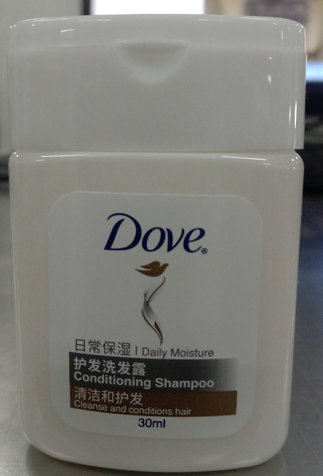 Dove
日常保湿 | Daily Moisture
护发洗发露
Conditioning Shampoo
清洁和护发
Cleanse and conditions hair
30ml